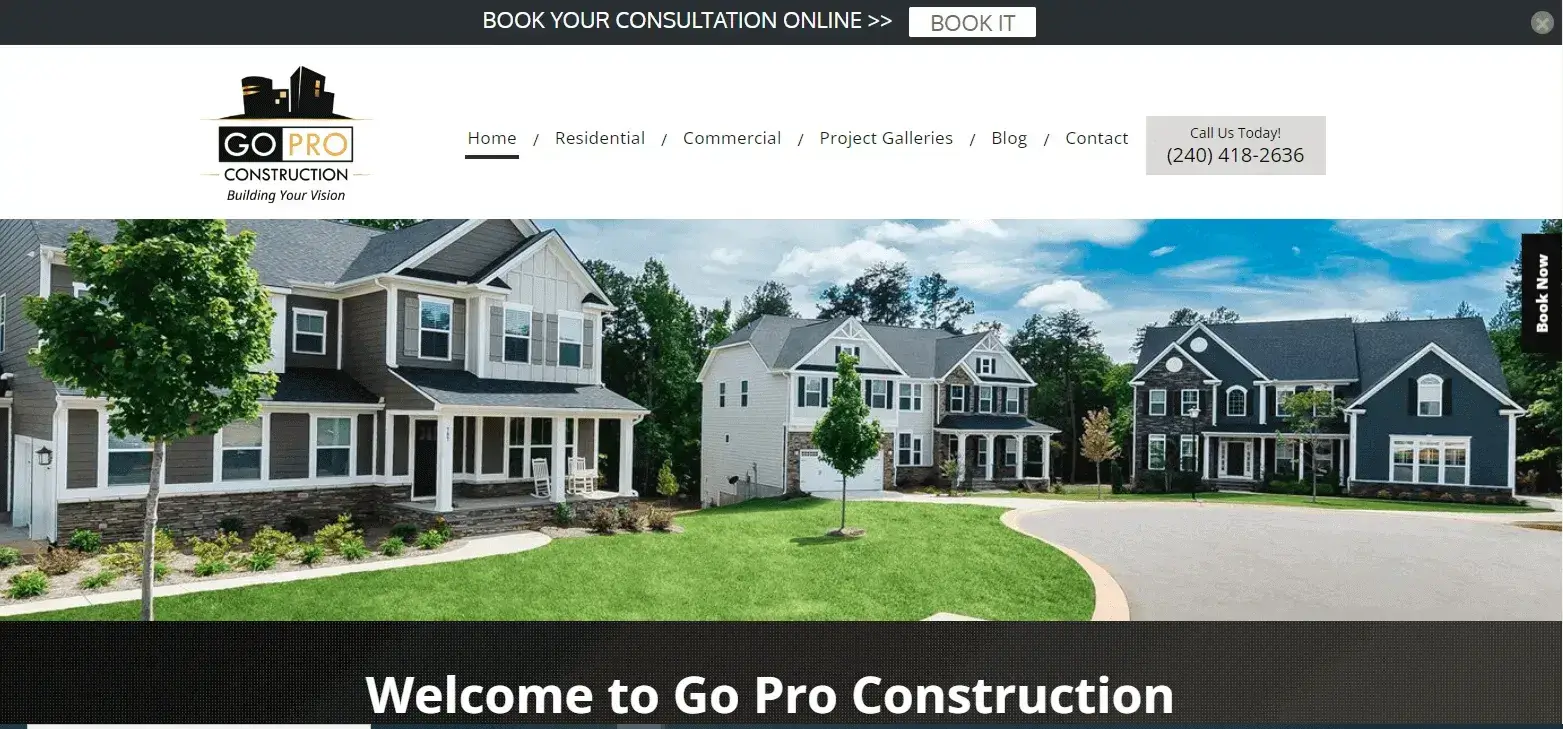 BOOK YOUR CONSULTATION ONLINE >> BOOK IT
GO PRO
CONSTRUCTION
Building Your Vision
Home / Residential / Commercial / Project Galleries / Blog / Contact
Call Us Today!
(240) 418-2636
Book Now
Welcome to Go Pro Construction